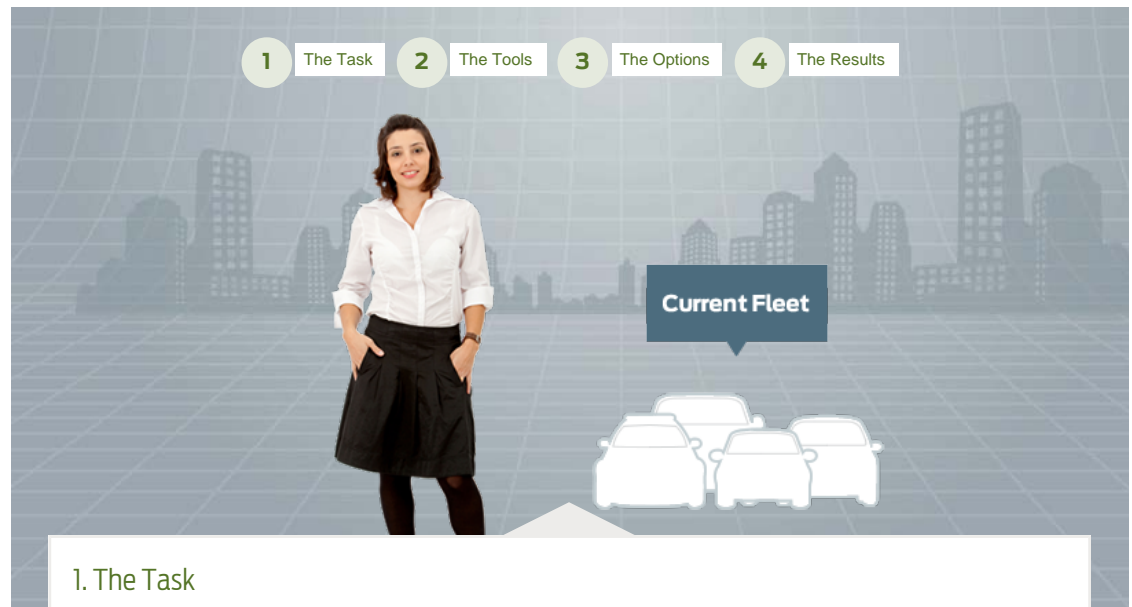 1 The Task 2 The Tools 3 The Options 4 The Results
Current Fleet
1. The Task